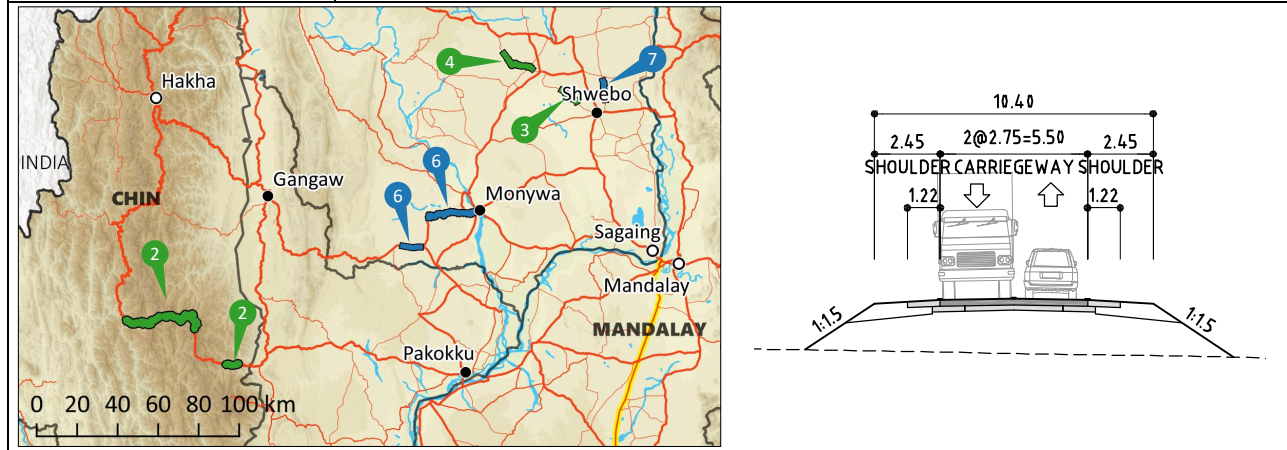 4
7
Hakha
Shwebo
3
INDIA
6
Gangaw
CHIN
6
Monywa
2
Sagaing
2
Mandalay
MANDALAY
Pakokku
0 20 40 60 80 100 km
10.40
2.45 2@2.75=5.50 2.45
SHOULDER CARRIEGEWAY SHOULDER
1.22 1.22
1:1.5 1:1.5